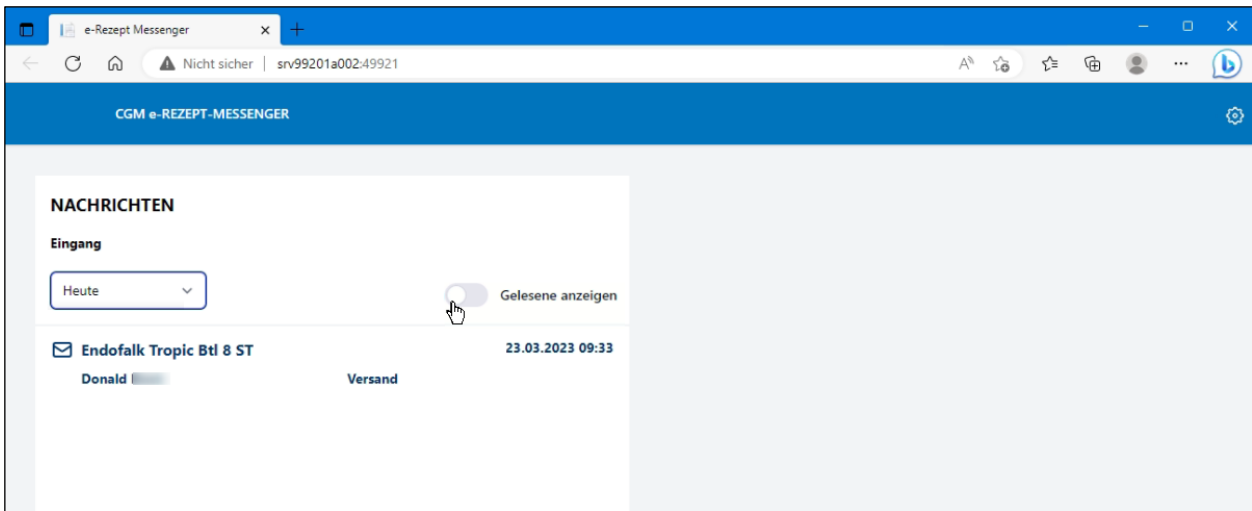 e-Rezept Messenger
Nicht sicher | srv99201a002:49921
CGM e-REZEPT-MESSENGER
NACHRICHTEN
Eingang
Heute
Gelesene anzeigen
Endofalk Tropic Btl 8 ST 23.03.2023 09:33
Donald Versand